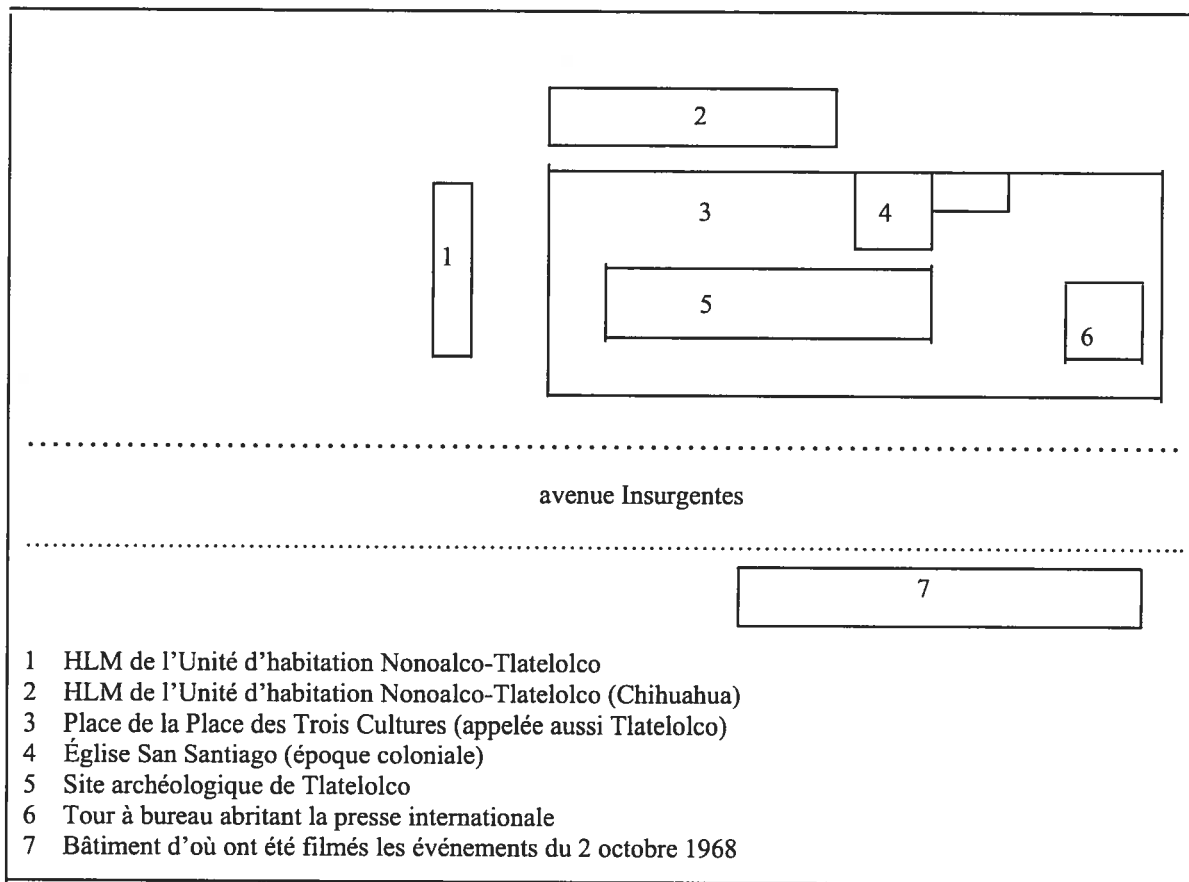 2
3
4
1
5
6
avenue Insurgentes
7
1 HLM de l'Unité d'habitation Nonoalco-Tlatelolco
2 HLM de l'Unité d'habitation Nonoalco-Tlatelolco (Chihuahua)
3 Place de la Place des Trois Cultures (appelée aussi Tlatelolco)
4 Église San Santiago (époque coloniale)
5 Site archéologique de Tlatelolco
6 Tour à bureau abritant la presse internationale
7 Bâtiment d'où ont été filmés les événements du 2 octobre 1968